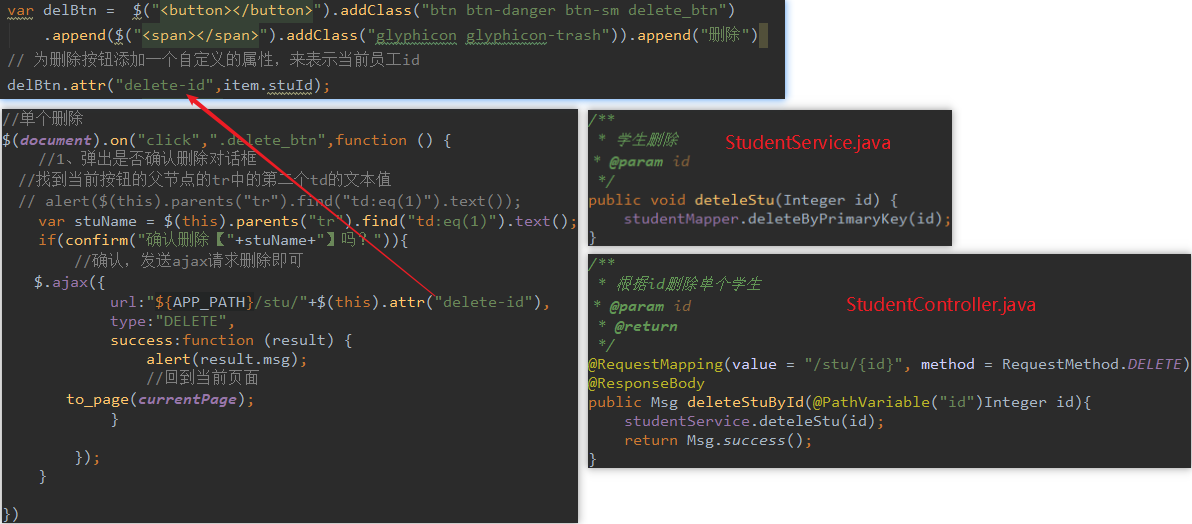 var delBtn =  $("<button></button>").addClass("btn btn-danger btn-sm delete_btn")
.append($("<span></span>").addClass("glyphicon glyphicon-trash")).append("删除")
// 为删除按钮添加一个自定义的属性，来表示当前员工id
delBtn.attr("delete-id",item.stuId);
//单个删除
$(document).on("click",".delete_btn",function () {
//1、弹出是否确认删除对话框
//找到当前按钮的父节点的tr中的第二个td的文本值
// alert($(this).parents("tr").find("td:eq(1)").text());
var stuName = $(this).parents("tr").find("td:eq(1)").text();
if(confirm("确认删除【"+stuName+"】吗？")){
//确认，发送ajax请求删除即可
$.ajax({
url:"${APP_PATH}/stu/"+$(this).attr("delete-id"),
type:"DELETE",
success:function (result) {
alert(result.msg);
//回到当前页面
to_page(currentPage);
}
});
}
})
/**
* 学生删除
StudentService.java
* @param id
*/
public void deteleStu(Integer id) {
studentMapper.deleteByPrimaryKey(id);
}
/**
* 根据id删除单个学生
StudentController.java
* @param id
* @return
*/
@RequestMapping(value = "/stu/{id}", method = RequestMethod.DELETE)
@ResponseBody
public Msg deleteStuById(@PathVariable("id")Integer id){
studentService.deteleStu(id);
return Msg.success();
}